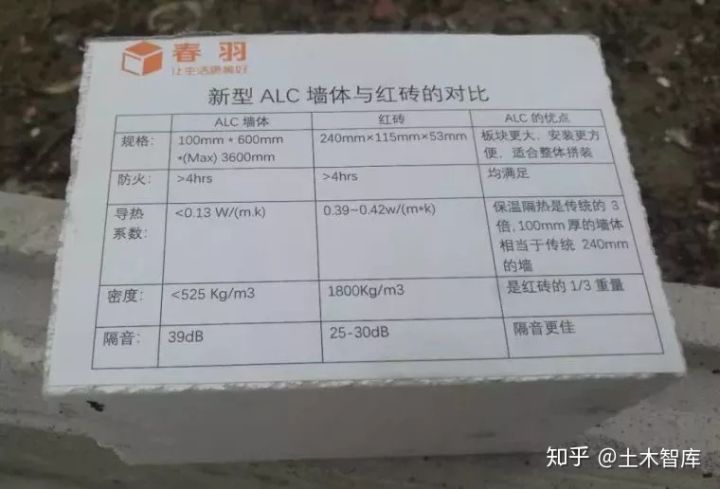 春羽
让生活更美好
新型 ALC 墙体与红砖的对比
ALC 墙体 红砖 ALC 的优点
规格: 100mm * 600mm *(Max) 3600mm 240mm×115mm×53mm 板块更大、安装更方便，适合整体拼装
防火: >4hrs >4hrs 均满足
导热系数: <0.13 W/(m.k) 0.39~0.42w/(m*k) 保温隔热是传统的 3 倍,100mm 厚的墙体相当于传统 240mm 的墙
密度: <525 Kg/m3 1800Kg/m3 是红砖的 1/3 重量
隔音: 39dB 25-30dB 隔音更佳
知乎 @土木智库